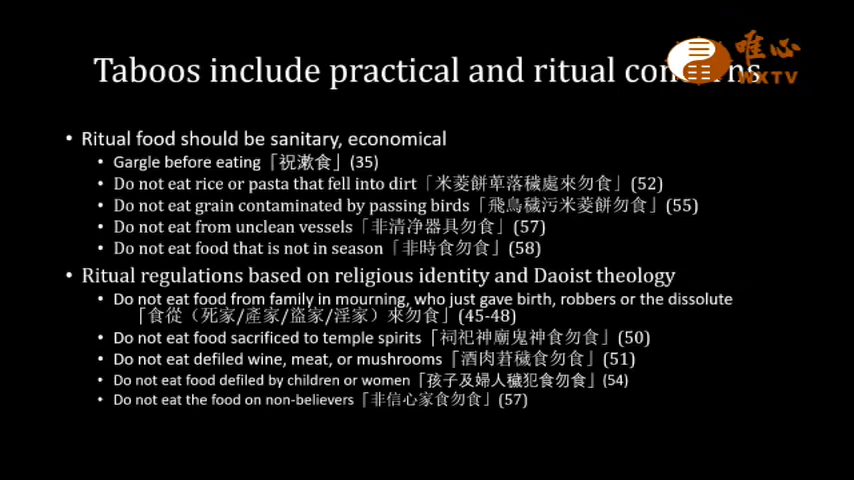 Taboos include practical and ritual concerns
唯心
WXTV
• Ritual food should be sanitary, economical
• Gargle before eating「祝漱食」(35)
• Do not eat rice or pasta that fell into dirt「米菱餅萆落穢處來勿食」(52)
• Do not eat grain contaminated by passing birds「飛鳥穢污米菱餅勿食」(55)
• Do not eat from unclean vessels「非清净器具勿食」(57)
• Do not eat food that is not in season「非時食勿食」(58)
• Ritual regulations based on religious identity and Daoist theology
• Do not eat food from family in mourning, who just gave birth, robbers or the dissolute
「食從（死家/產家/盜家/淫家）來勿食」(45-48)
• Do not eat food sacrificed to temple spirits「祠祀神廟鬼神食勿食」(50)
• Do not eat defiled wine, meat, or mushrooms「酒肉莙穢食勿食」(51)
• Do not eat food defiled by children or women「孩子及婦人穢犯食勿食」(54)
• Do not eat the food on non-believers「非信心家食勿食」(57)